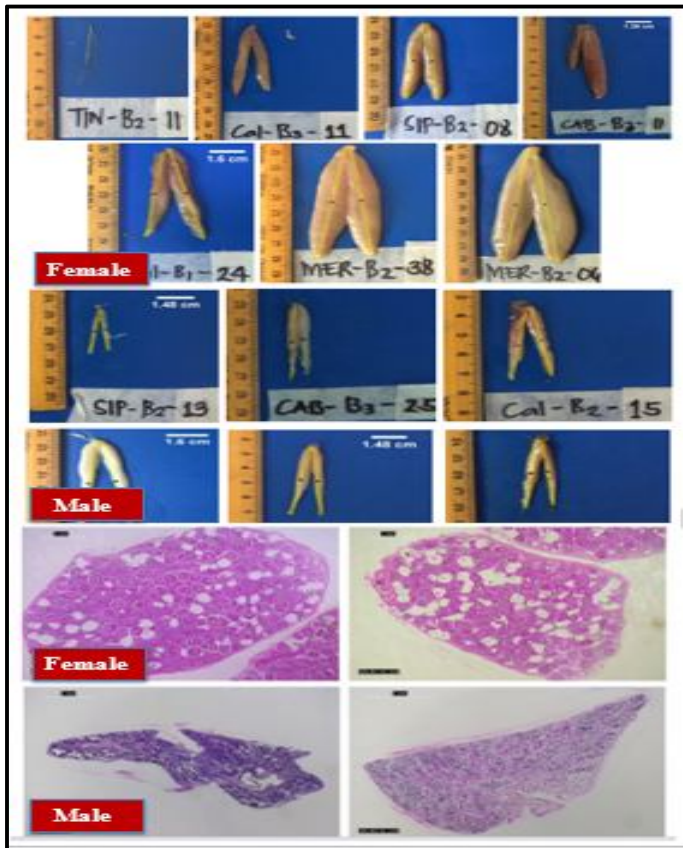 TIN-B2-11
Cal-B3-11
SIP-B2-08
CAB-B3-11
1.6 cm
24
MER-B2-38
MER-B2-04
Female
1.48 cm
SIP-B2-13
CAB-B3-25
Cal-B2-15
1.6 cm
1.48 cm
Male
Female
Male